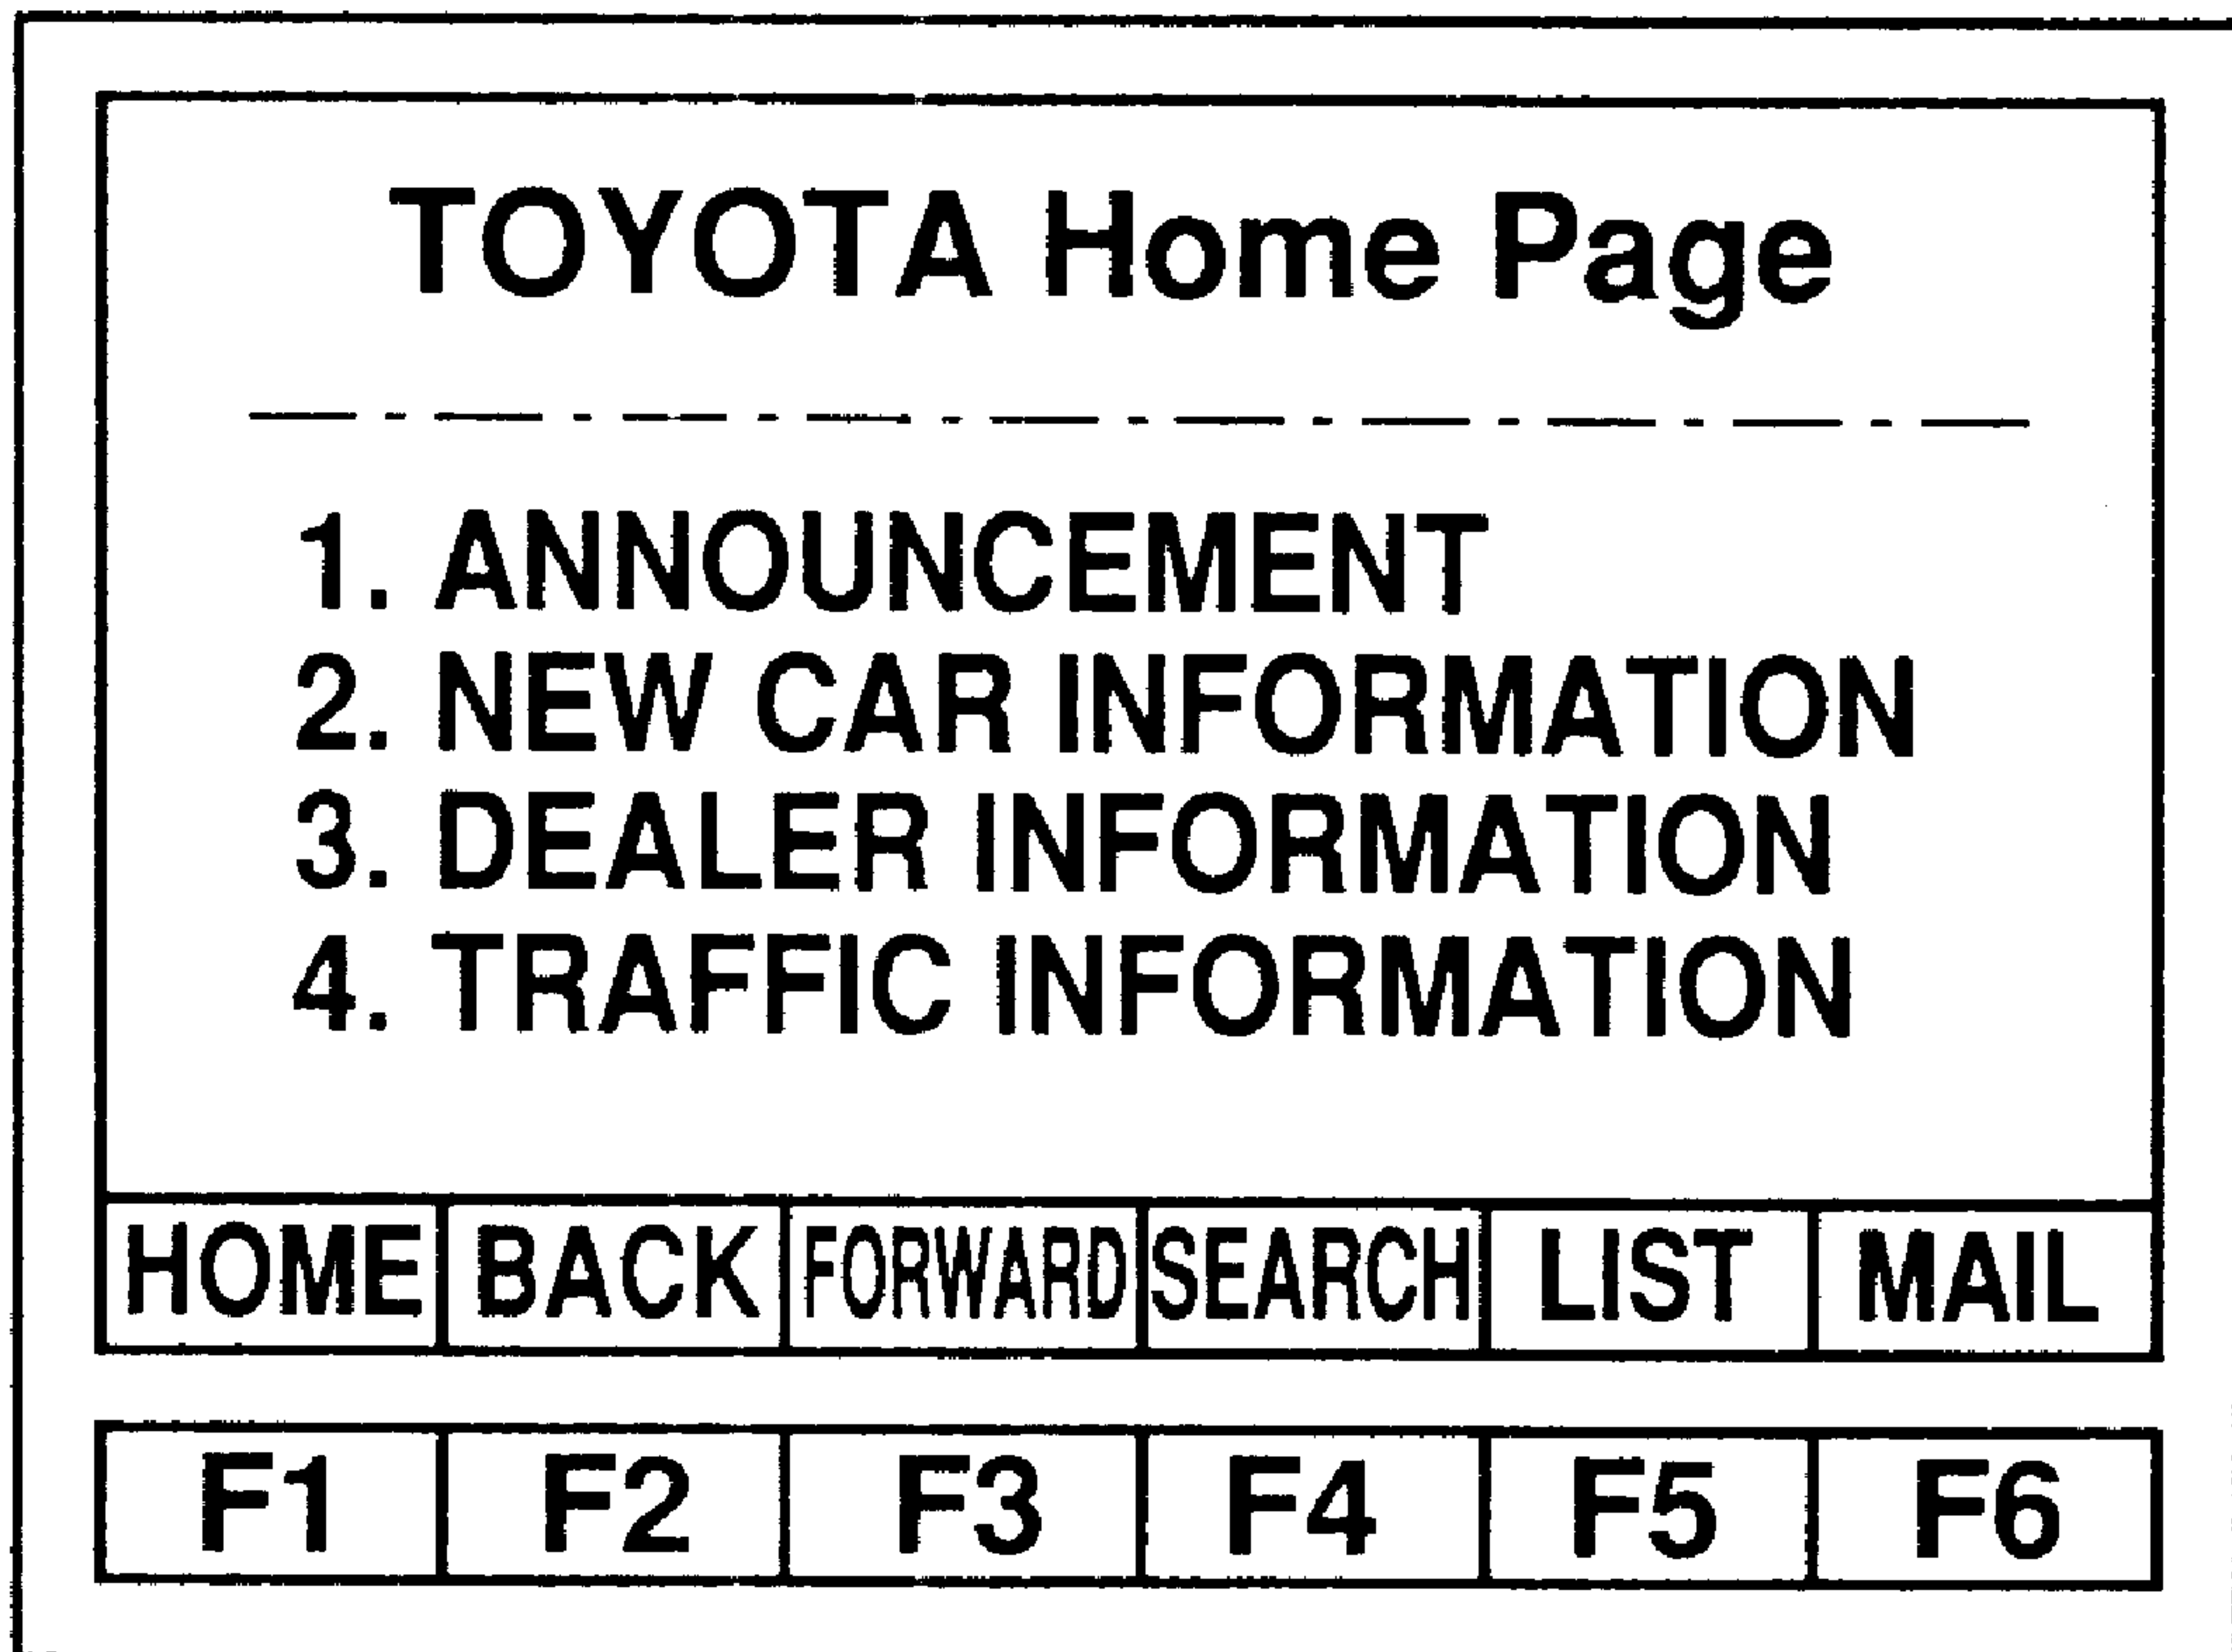 TOYOTA Home Page
1. ANNOUNCEMENT
2. NEW CAR INFORMATION
3. DEALER INFORMATION
4. TRAFFIC INFORMATION
HOME BACK FORWARD SEARCH LIST MAIL
F1 F2 F3 F4 F5 F6